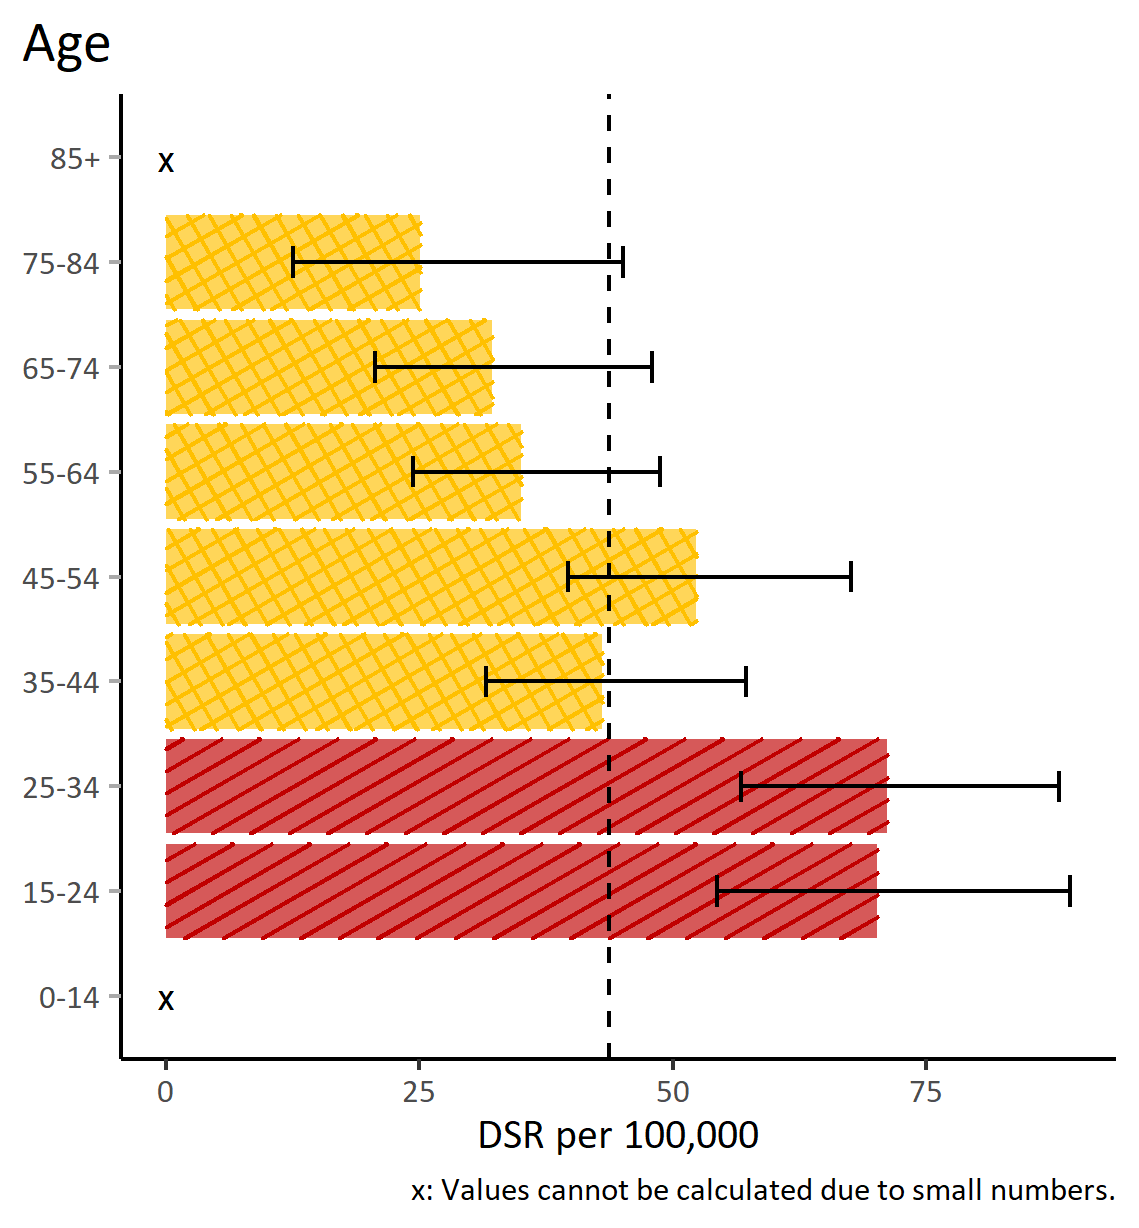 Age
85+
x
75-84
65-74
55-64
45-54
35-44
25-34
15-24
0-14
x
0 25 50 75
DSR per 100,000
x: Values cannot be calculated due to small numbers.